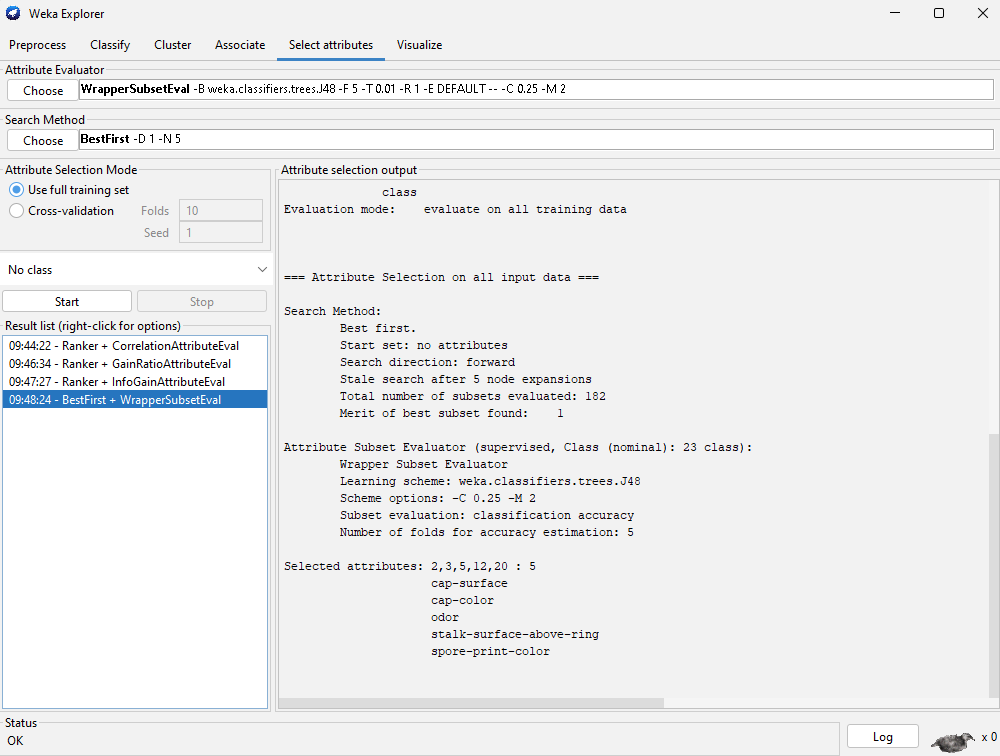 Weka Explorer
Preprocess Classify Cluster Associate Select attributes Visualize
Attribute Evaluator
Choose WrapperSubsetEval -B weka.classifiers.trees.J48 -F 5 -T 0.01 -R 1 -E DEFAULT -- -C 0.25 -M 2
Search Method
Choose BestFirst -D 1 -N 5
Attribute Selection Mode
Use full training set
Cross-validation Folds 10
Seed 1
No class
Start Stop
Result list (right-click for options)
09:44:22 - Ranker + CorrelationAttributeEval
09:46:34 - Ranker + GainRatioAttributeEval
09:47:27 - Ranker + InfoGainAttributeEval
09:48:24 - BestFirst + WrapperSubsetEval
Attribute selection output
class
Evaluation mode: evaluate on all training data
=== Attribute Selection on all input data ===
Search Method:
Best first.
Start set: no attributes
Search direction: forward
Stale search after 5 node expansions
Total number of subsets evaluated: 182
Merit of best subset found: 1
Attribute Subset Evaluator (supervised, Class (nominal): 23 class):
Wrapper Subset Evaluator
Learning scheme: weka.classifiers.trees.J48
Scheme options: -C 0.25 -M 2
Subset evaluation: classification accuracy
Number of folds for accuracy estimation: 5
Selected attributes: 2,3,5,12,20 : 5
cap-surface
cap-color
odor
stalk-surface-above-ring
spore-print-color
Status
OK
Log x 0